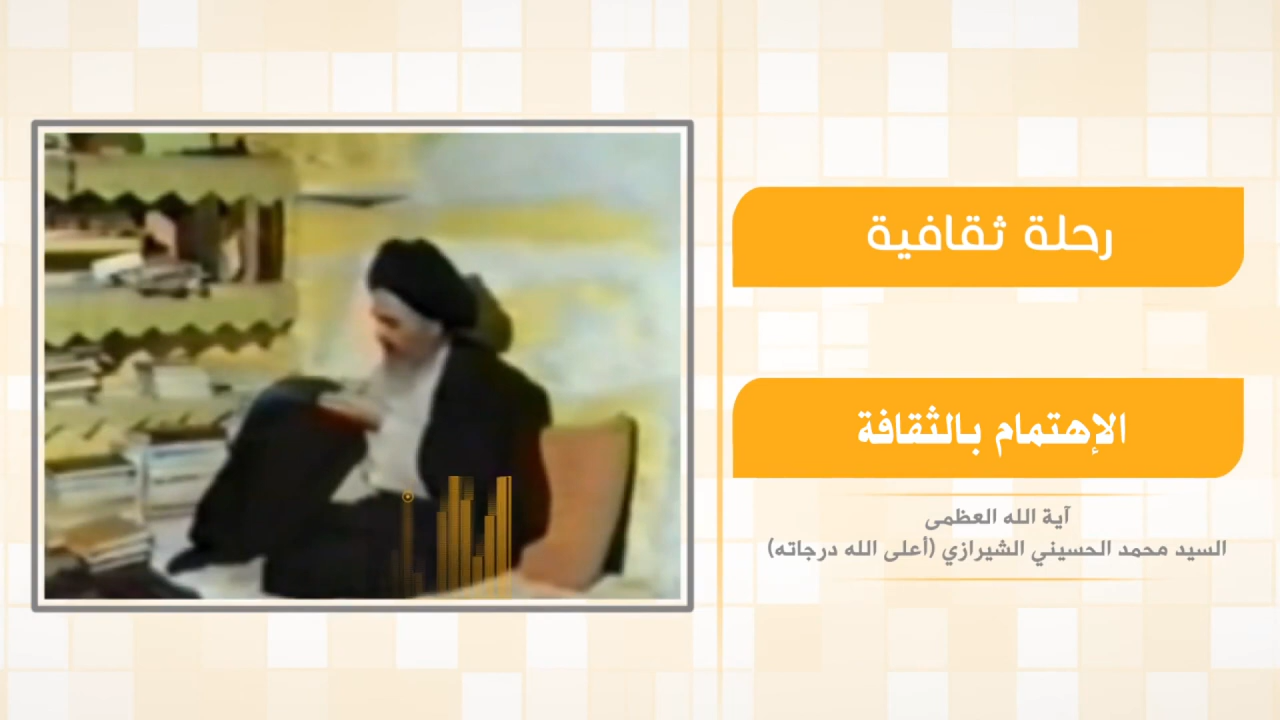 رحلة ثقافية
الإهتمام بالثقافة
آية الله العظمى
السيد محمد الحسيني الشيرازي (أعلى الله درجاته)